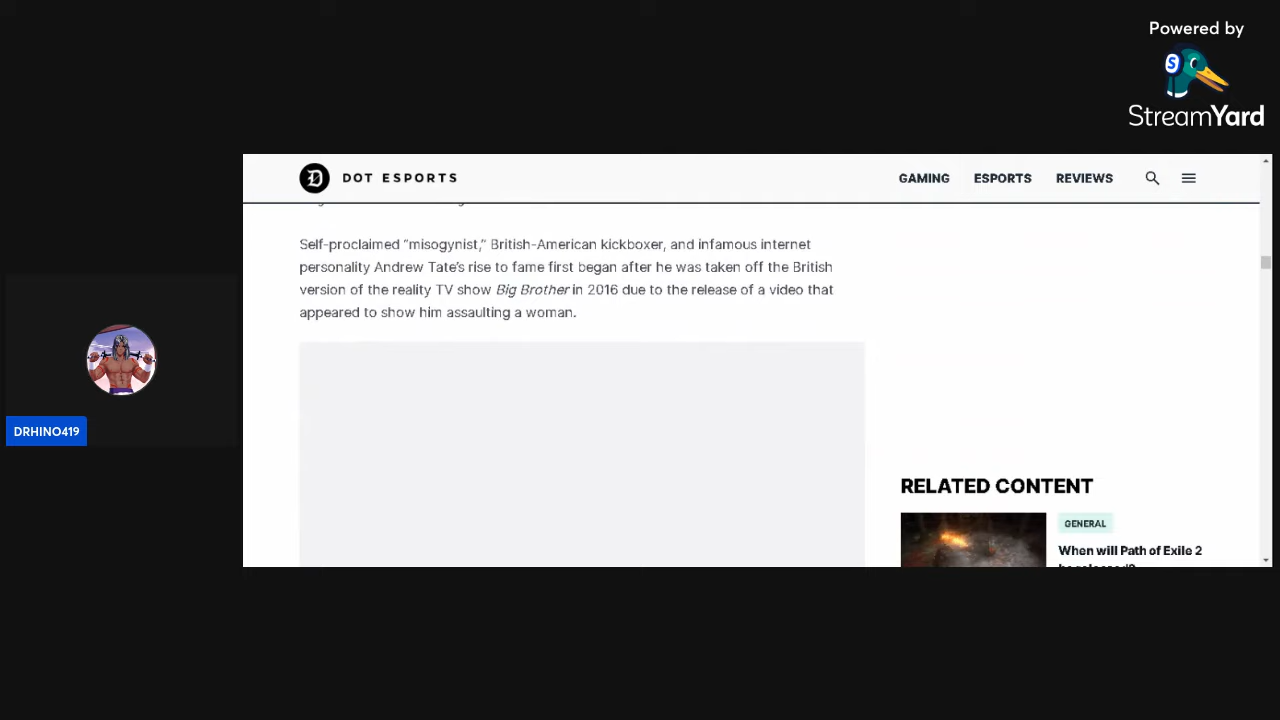 Powered by
StreamYard
DOT ESPORTS
GAMING
ESPORTS
REVIEWS
Self-proclaimed “misogynist,” British-American kickboxer, and infamous internet
personality Andrew Tate’s rise to fame first began after he was taken off the British
version of the reality TV show Big Brother in 2016 due to the release of a video that
appeared to show him assaulting a woman.
DRHINO419
RELATED CONTENT
GENERAL
When will Path of Exile 2